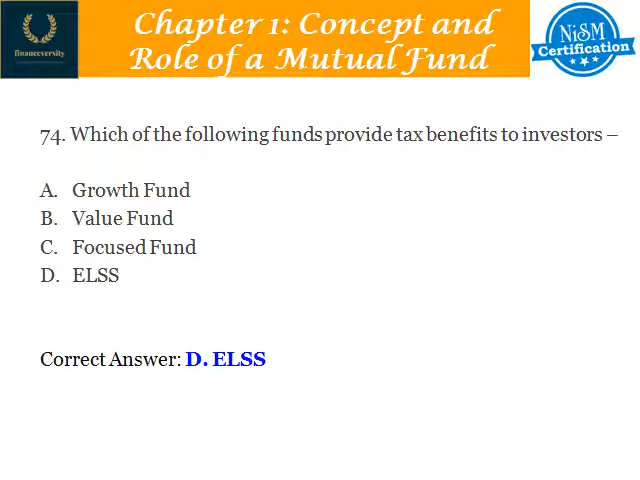 financeversity
Chapter 1: Concept and
Role of a Mutual Fund
NiSM
Certification
74. Which of the following funds provide tax benefits to investors –
A. Growth Fund
B. Value Fund
C. Focused Fund
D. ELSS
Correct Answer: D. ELSS